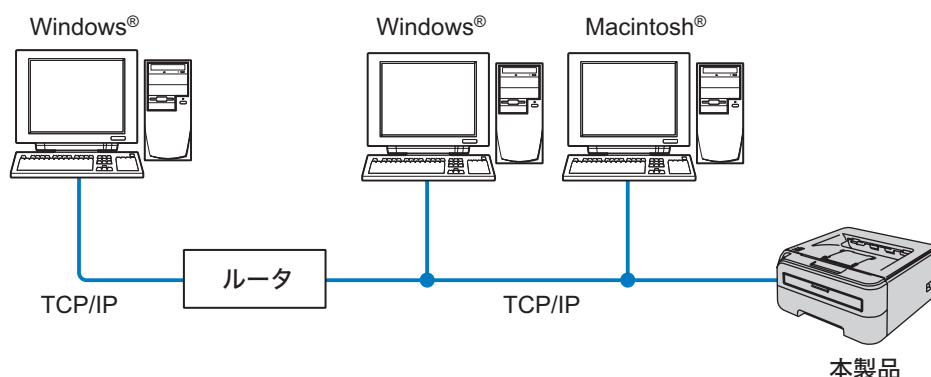 Windows®
Windows®
Macintosh®
ルータ
TCP/IP
TCP/IP
本製品